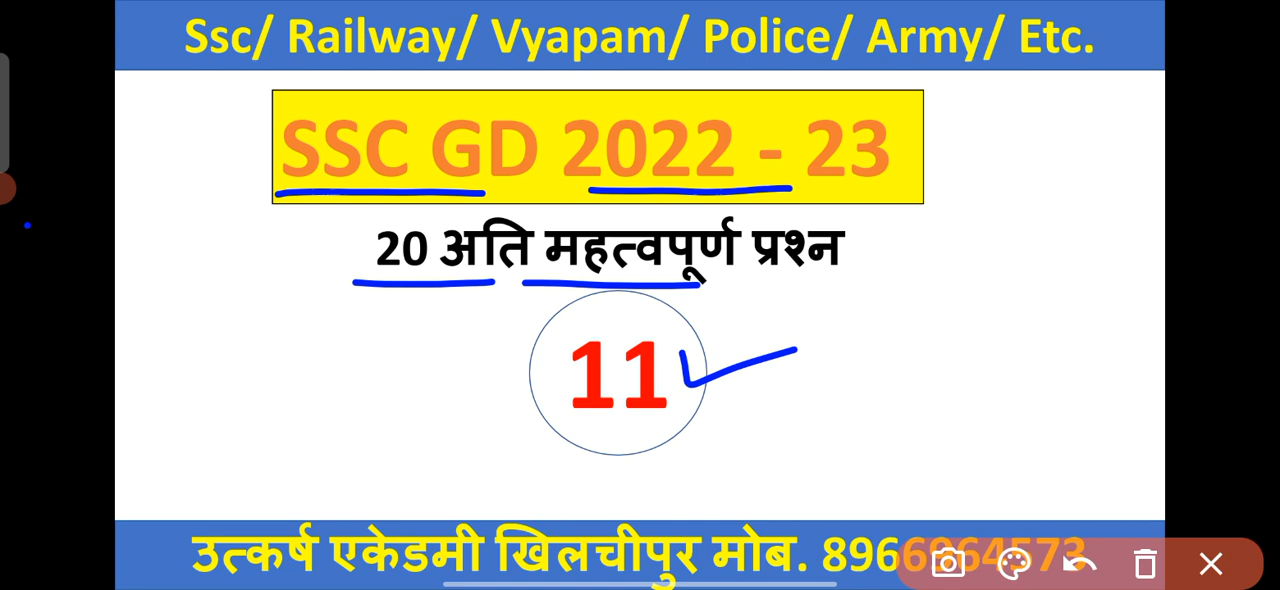 Ssc/ Railway/ Vyapam/ Police/ Army/ Etc.
SSC GD 2022 - 23
20 अति महत्वपूर्ण प्रश्न
11
उत्कर्ष एकेडमी खिलचीपुर मोब. 8966864573